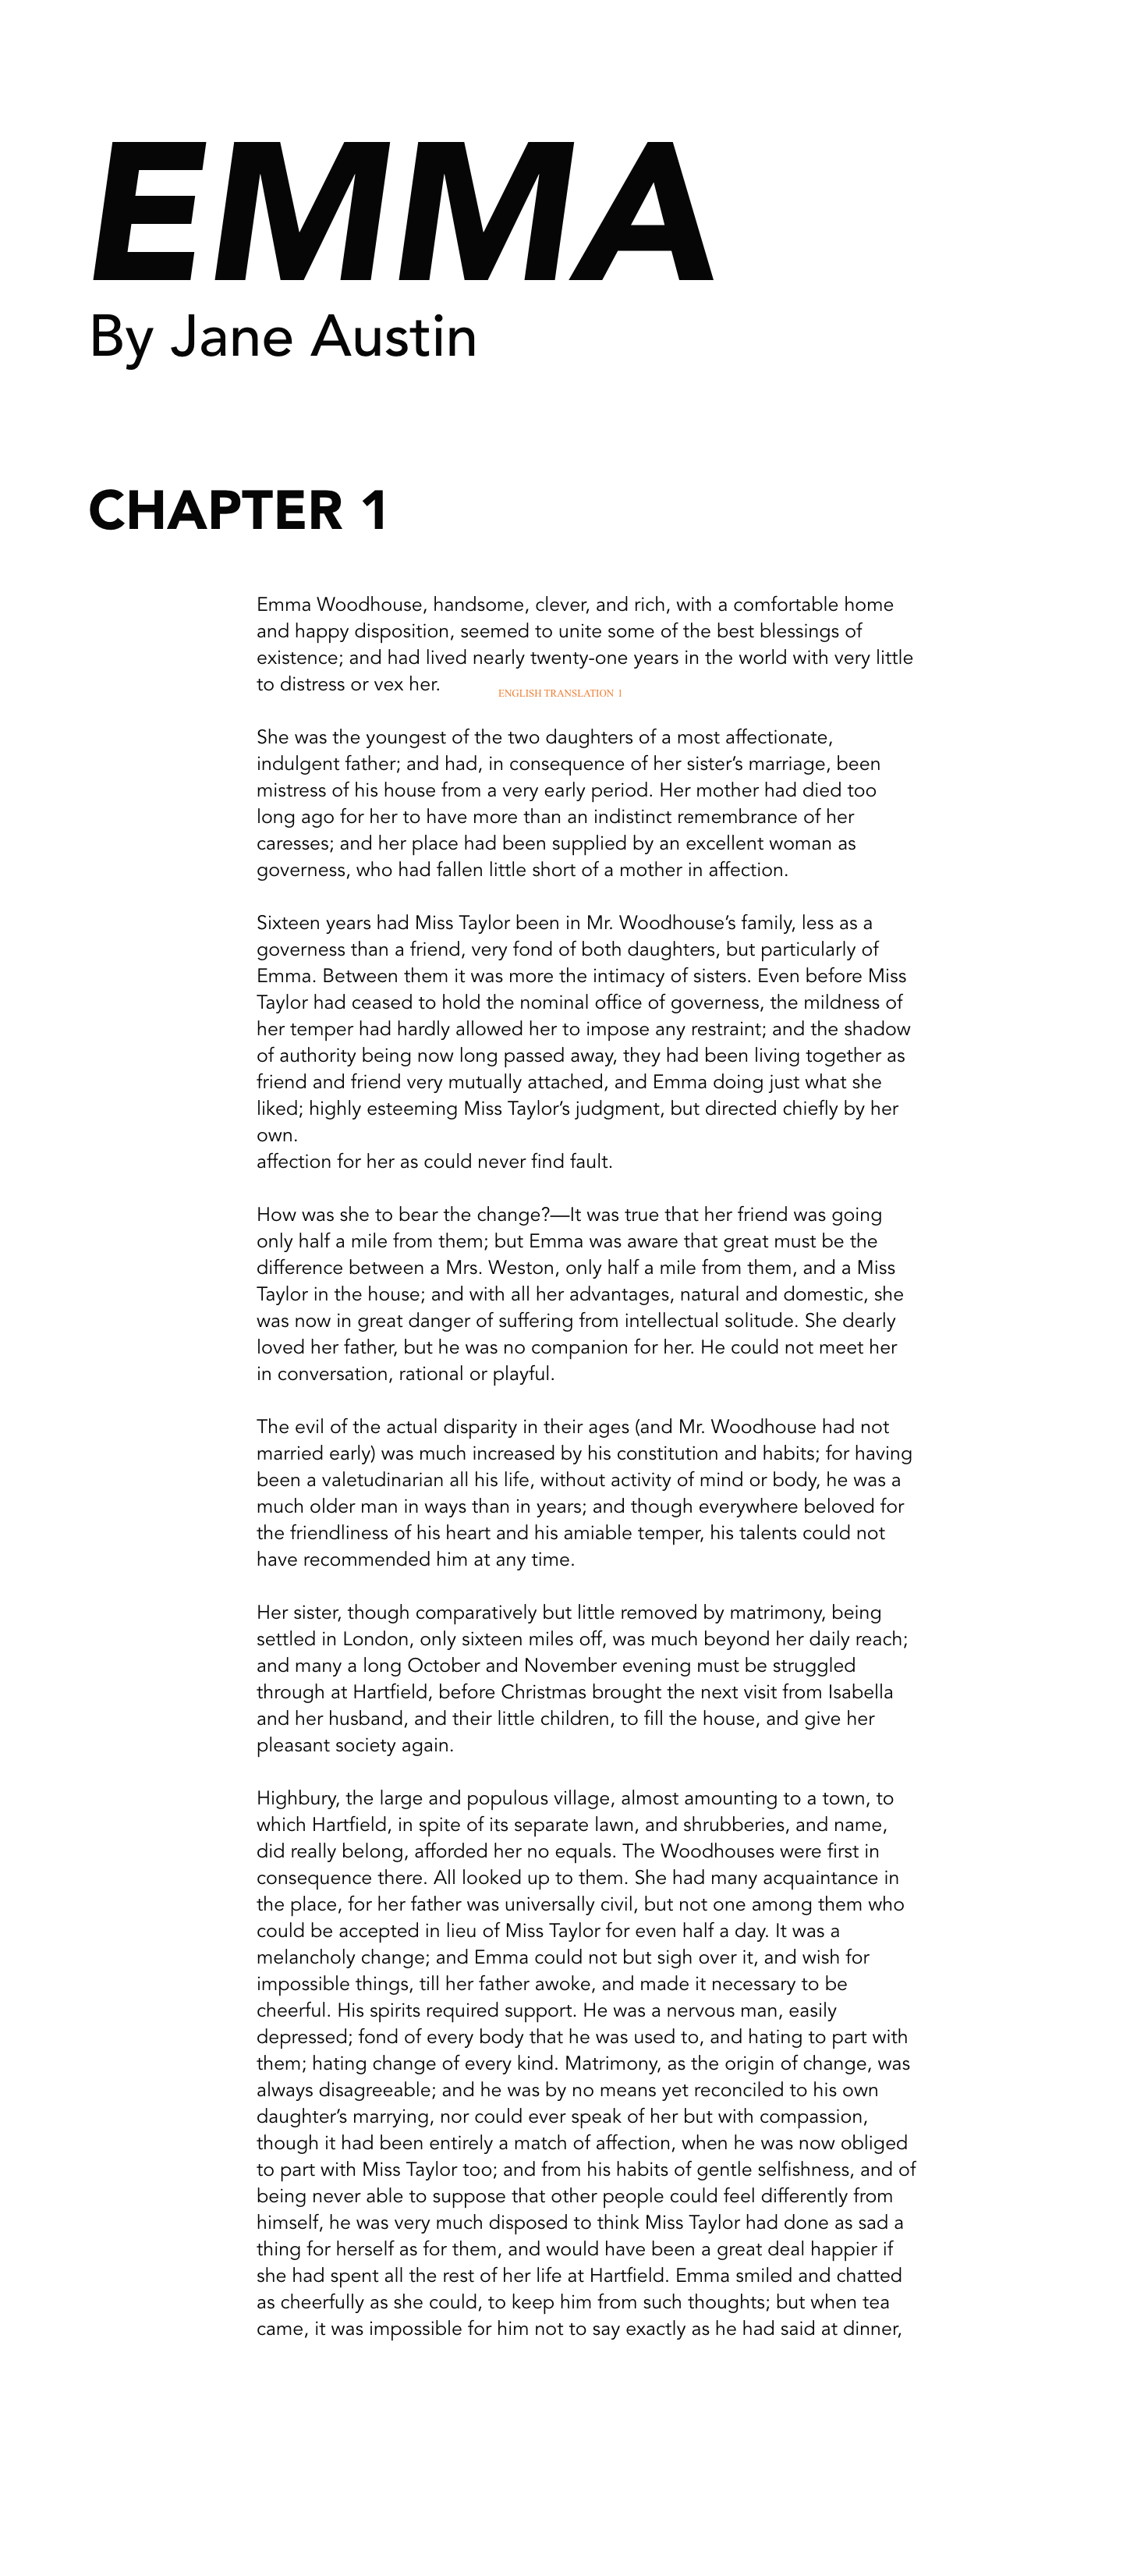 EMMA
By Jane Austin
CHAPTER 1
Emma Woodhouse, handsome, clever, and rich, with a comfortable home
and happy disposition, seemed to unite some of the best blessings of
existence; and had lived nearly twenty-one years in the world with very little
to distress or vex her.
ENGLISH TRANSLATION 1
She was the youngest of the two daughters of a most affectionate,
indulgent father; and had, in consequence of her sister’s marriage, been
mistress of his house from a very early period. Her mother had died too
long ago for her to have more than an indistinct remembrance of her
caresses; and her place had been supplied by an excellent woman as
governess, who had fallen little short of a mother in affection.
Sixteen years had Miss Taylor been in Mr. Woodhouse’s family, less as a
governess than a friend, very fond of both daughters, but particularly of
Emma. Between them it was more the intimacy of sisters. Even before Miss
Taylor had ceased to hold the nominal office of governess, the mildness of
her temper had hardly allowed her to impose any restraint; and the shadow
of authority being now long passed away, they had been living together as
friend and friend very mutually attached, and Emma doing just what she
liked; highly esteeming Miss Taylor’s judgment, but directed chiefly by her
own.
affection for her as could never find fault.
How was she to bear the change?—It was true that her friend was going
only half a mile from them; but Emma was aware that great must be the
difference between a Mrs. Weston, only half a mile from them, and a Miss
Taylor in the house; and with all her advantages, natural and domestic, she
was now in great danger of suffering from intellectual solitude. She dearly
loved her father, but he was no companion for her. He could not meet her
in conversation, rational or playful.
The evil of the actual disparity in their ages (and Mr. Woodhouse had not
married early) was much increased by his constitution and habits; for having
been a valetudinarian all his life, without activity of mind or body, he was a
much older man in ways than in years; and though everywhere beloved for
the friendliness of his heart and his amiable temper, his talents could not
have recommended him at any time.
Her sister, though comparatively but little removed by matrimony, being
settled in London, only sixteen miles off, was much beyond her daily reach;
and many a long October and November evening must be struggled
through at Hartfield, before Christmas brought the next visit from Isabella
and her husband, and their little children, to fill the house, and give her
pleasant society again.
Highbury, the large and populous village, almost amounting to a town, to
which Hartfield, in spite of its separate lawn, and shrubberies, and name,
did really belong, afforded her no equals. The Woodhouses were first in
consequence there. All looked up to them. She had many acquaintance in
the place, for her father was universally civil, but not one among them who
could be accepted in lieu of Miss Taylor for even half a day. It was a
melancholy change; and Emma could not but sigh over it, and wish for
impossible things, till her father awoke, and made it necessary to be
cheerful. His spirits required support. He was a nervous man, easily
depressed; fond of every body that he was used to, and hating to part with
them; hating change of every kind. Matrimony, as the origin of change, was
always disagreeable; and he was by no means yet reconciled to his own
daughter’s marrying, nor could ever speak of her but with compassion,
though it had been entirely a match of affection, when he was now obliged
to part with Miss Taylor too; and from his habits of gentle selfishness, and of
being never able to suppose that other people could feel differently from
himself, he was very much disposed to think Miss Taylor had done as sad a
thing for herself as for them, and would have been a great deal happier if
she had spent all the rest of her life at Hartfield. Emma smiled and chatted
as cheerfully as she could, to keep him from such thoughts; but when tea
came, it was impossible for him not to say exactly as he had said at dinner,